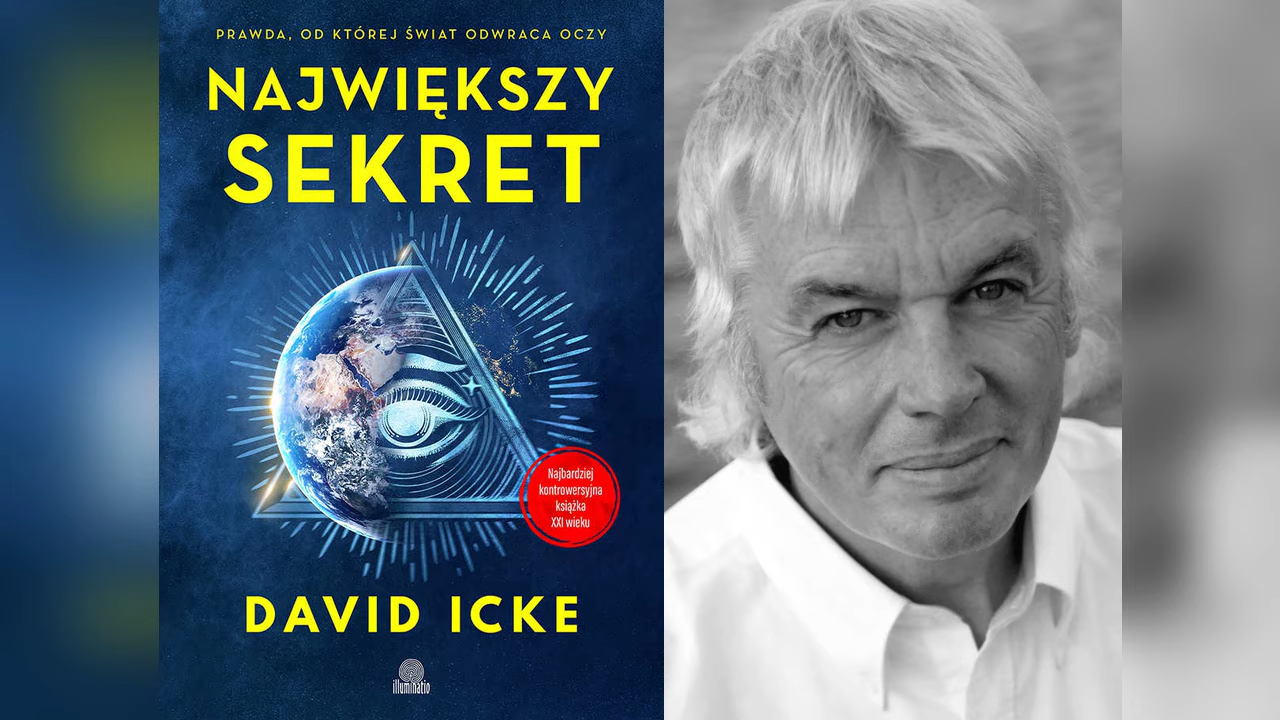 PRAWDA, OD KTÓREJ ŚWIAT ODWRACA OCZY
NAJWIĘKSZY
SEKRET
Najbardziej
kontrowersyjna
książka
XXI wieku
DAVID ICKE
illuminatio